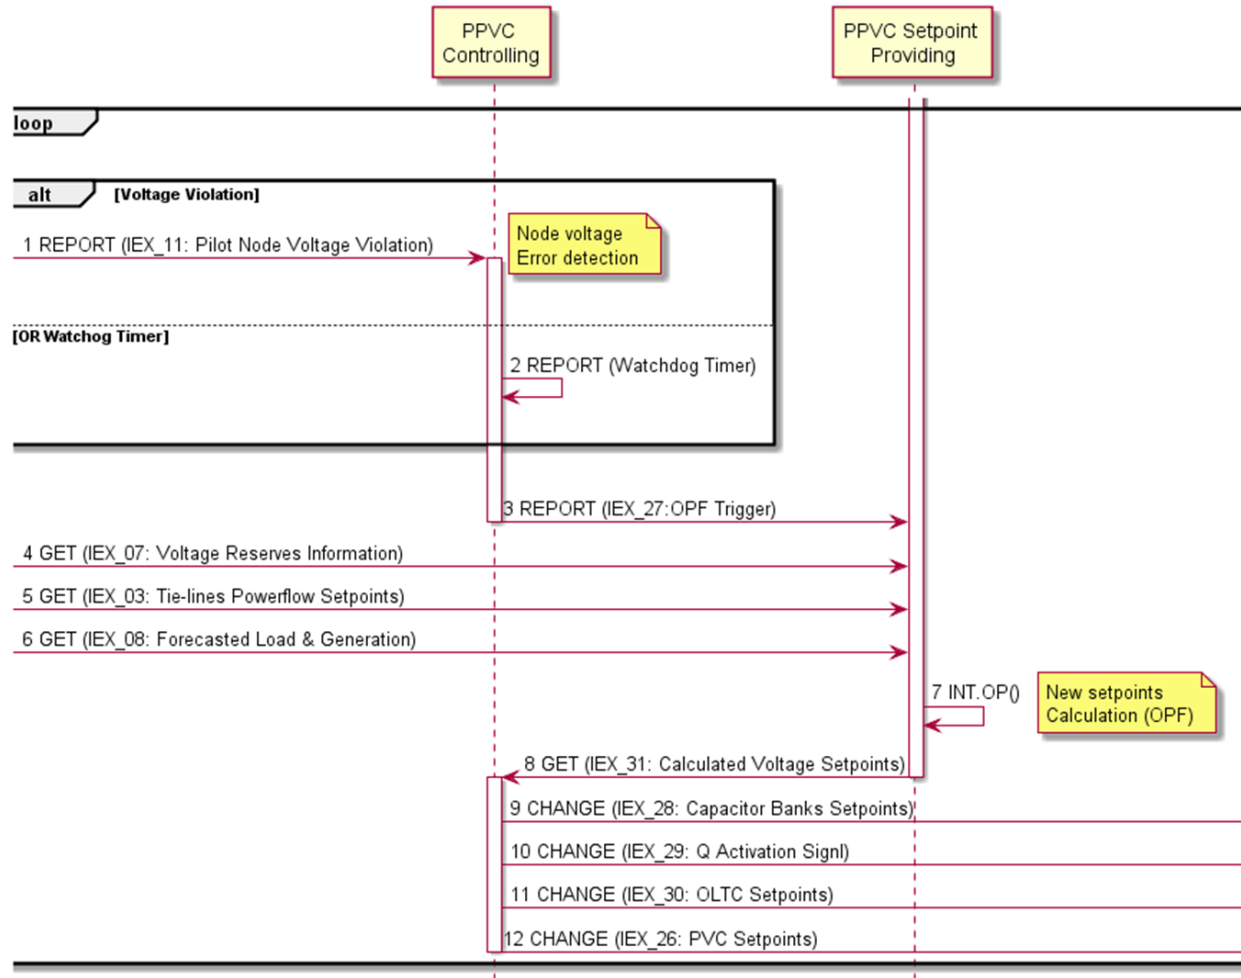 PPVC
Controlling
PPVC Setpoint
Providing
loop
alt
[Voltage Violation]
1 REPORT (IEX_11: Pilot Node Voltage Violation)
Node voltage
Error detection
[OR Watchog Timer]
2 REPORT (Watchdog Timer)
3 REPORT (IEX_27:OPF Trigger)
4 GET (IEX_07: Voltage Reserves Information)
5 GET (IEX_03: Tie-lines Powerflow Setpoints)
6 GET (IEX_08: Forecasted Load & Generation)
7 INT.OP()
New setpoints
Calculation (OPF)
8 GET (IEX_31: Calculated Voltage Setpoints)
9 CHANGE (IEX_28: Capacitor Banks Setpoints)
10 CHANGE (IEX_29: Q Activation Signl)
11 CHANGE (IEX_30: OLTC Setpoints)
12 CHANGE (IEX_26: PVC Setpoints)